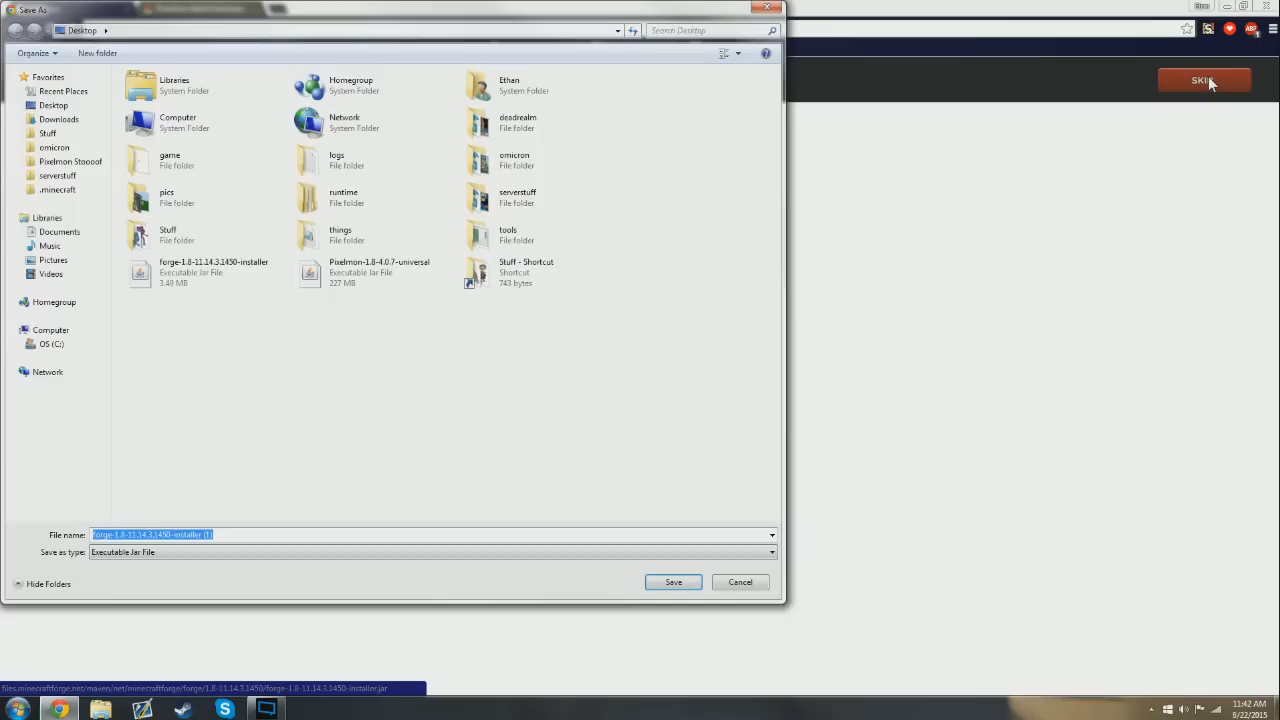 Save As
Ethan
Desktop
Search Desktop
Organize
New folder
Favorites
Recent Places
Desktop
Downloads
Stuff
omicron
Pixelmon Stooof
serverstuff
.minecraft
Libraries
Documents
Music
Pictures
Videos
Homegroup
Computer
OS (C:)
Network
Libraries
System Folder
Homegroup
System Folder
Ethan
System Folder
Computer
System Folder
Network
System Folder
deadrealm
File folder
game
File folder
logs
File folder
omicron
File folder
pics
File folder
runtime
File folder
serverstuff
File folder
Stuff
File folder
things
File folder
tools
File folder
forge-1.8-11.14.3.1450-installer
Executable Jar File
3.49 MB
Pixelmon-1.8-4.0.7-universal
Executable Jar File
227 MB
Stuff - Shortcut
Shortcut
743 bytes
SKIP
ABP
1
File name: forge-1.8-11.14.3.1450-installer (1)
Save as type: Executable Jar File
Hide Folders
Save
Cancel
files.minecraftforge.net/maven/net/minecraftforge/forge/1.8-11.14.3.1450/forge-1.8-11.14.3.1450-installer.jar
11:42 AM
8/22/2015